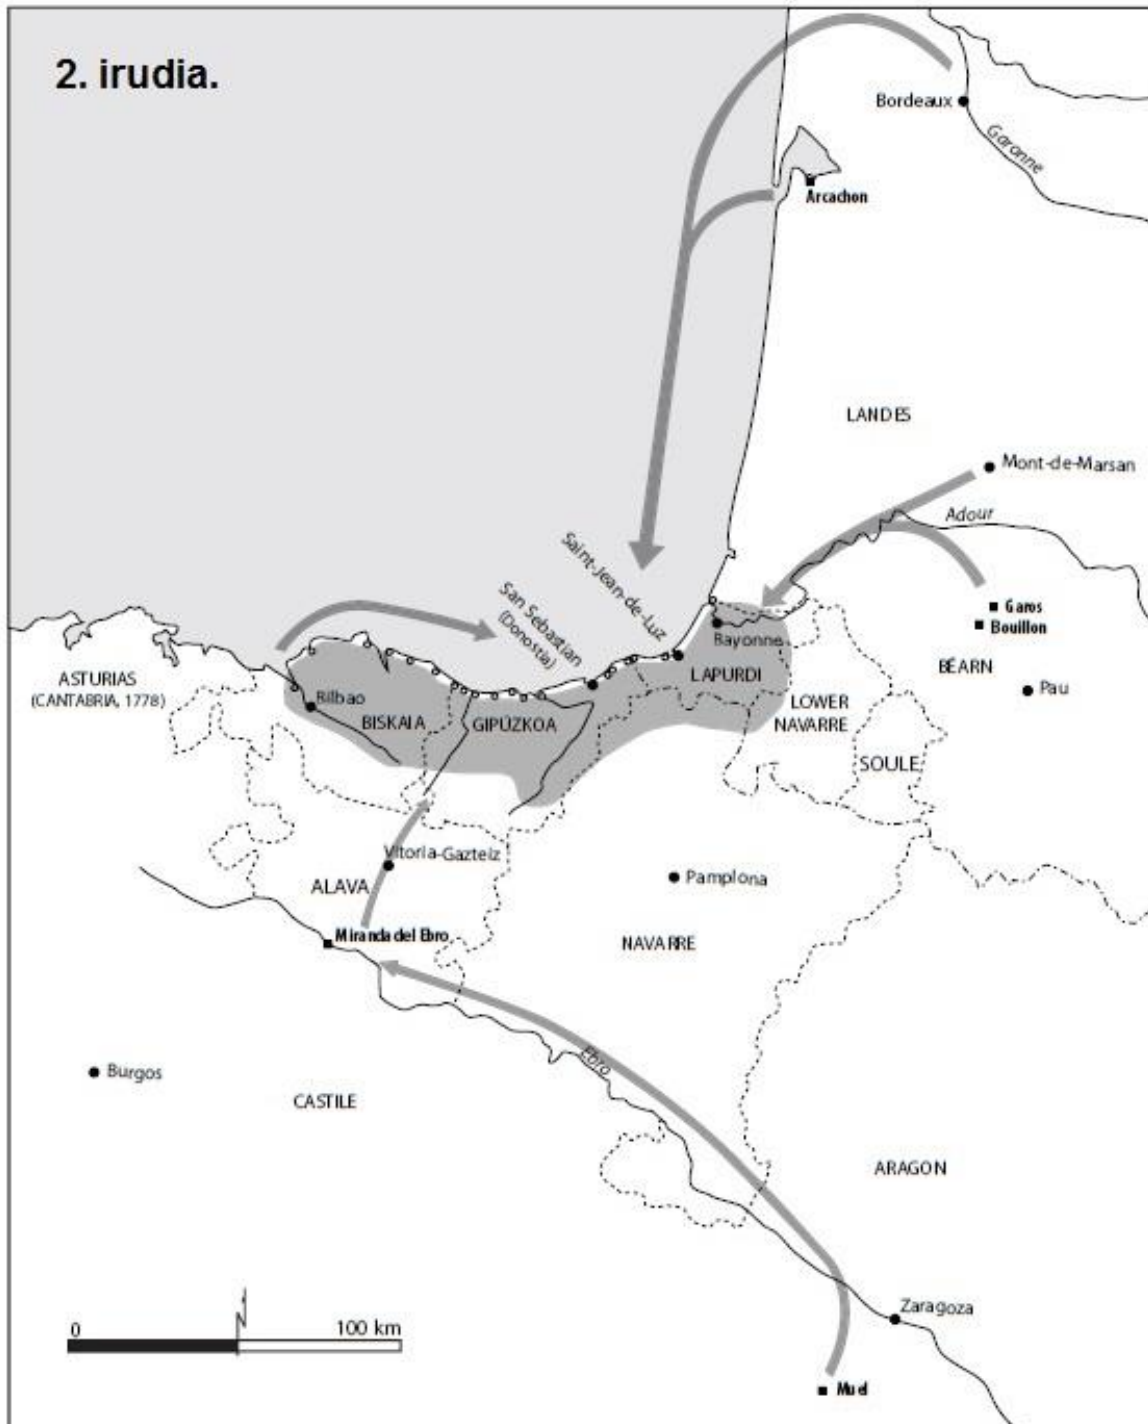 2. irudia.
Bordeaux
Garonne
Arcachon
LANDES
Mont-de-Marsan
Adour
Saint-Jean-de-Luz
San Sebastian
(Donostia)
Garos
Bouillon
Bayonne
BÉARN
ASTURIAS
(CANTABRIA, 1778)
LAPURDI
Pau
Bilbao
BISKAIA
GIPUZKOA
LOWER
NAVARRE
SOULE
Vitoria-Gazteiz
ALAVA
Pamplona
Miranda del Ebro
NAVARRE
Ebro
Burgos
CASTILE
ARAGON
Zaragoza
0 100 km
Muel